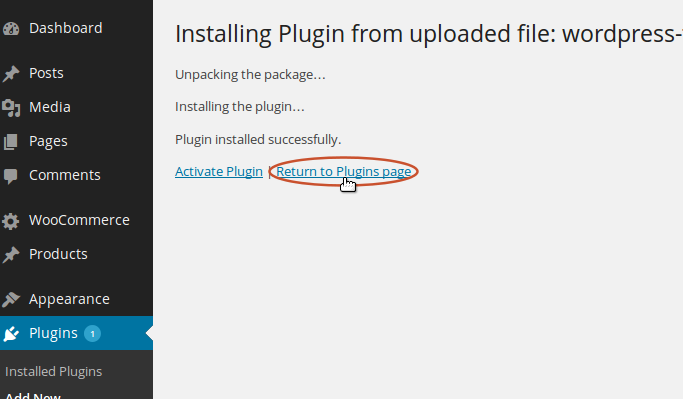 Dashboard
Posts
Media
Pages
Comments
WooCommerce
Products
Appearance
Plugins 1
Installed Plugins
Add New
Installing Plugin from uploaded file: wordpress-
Unpacking the package…
Installing the plugin…
Plugin installed successfully.
Activate Plugin | Return to Plugins page